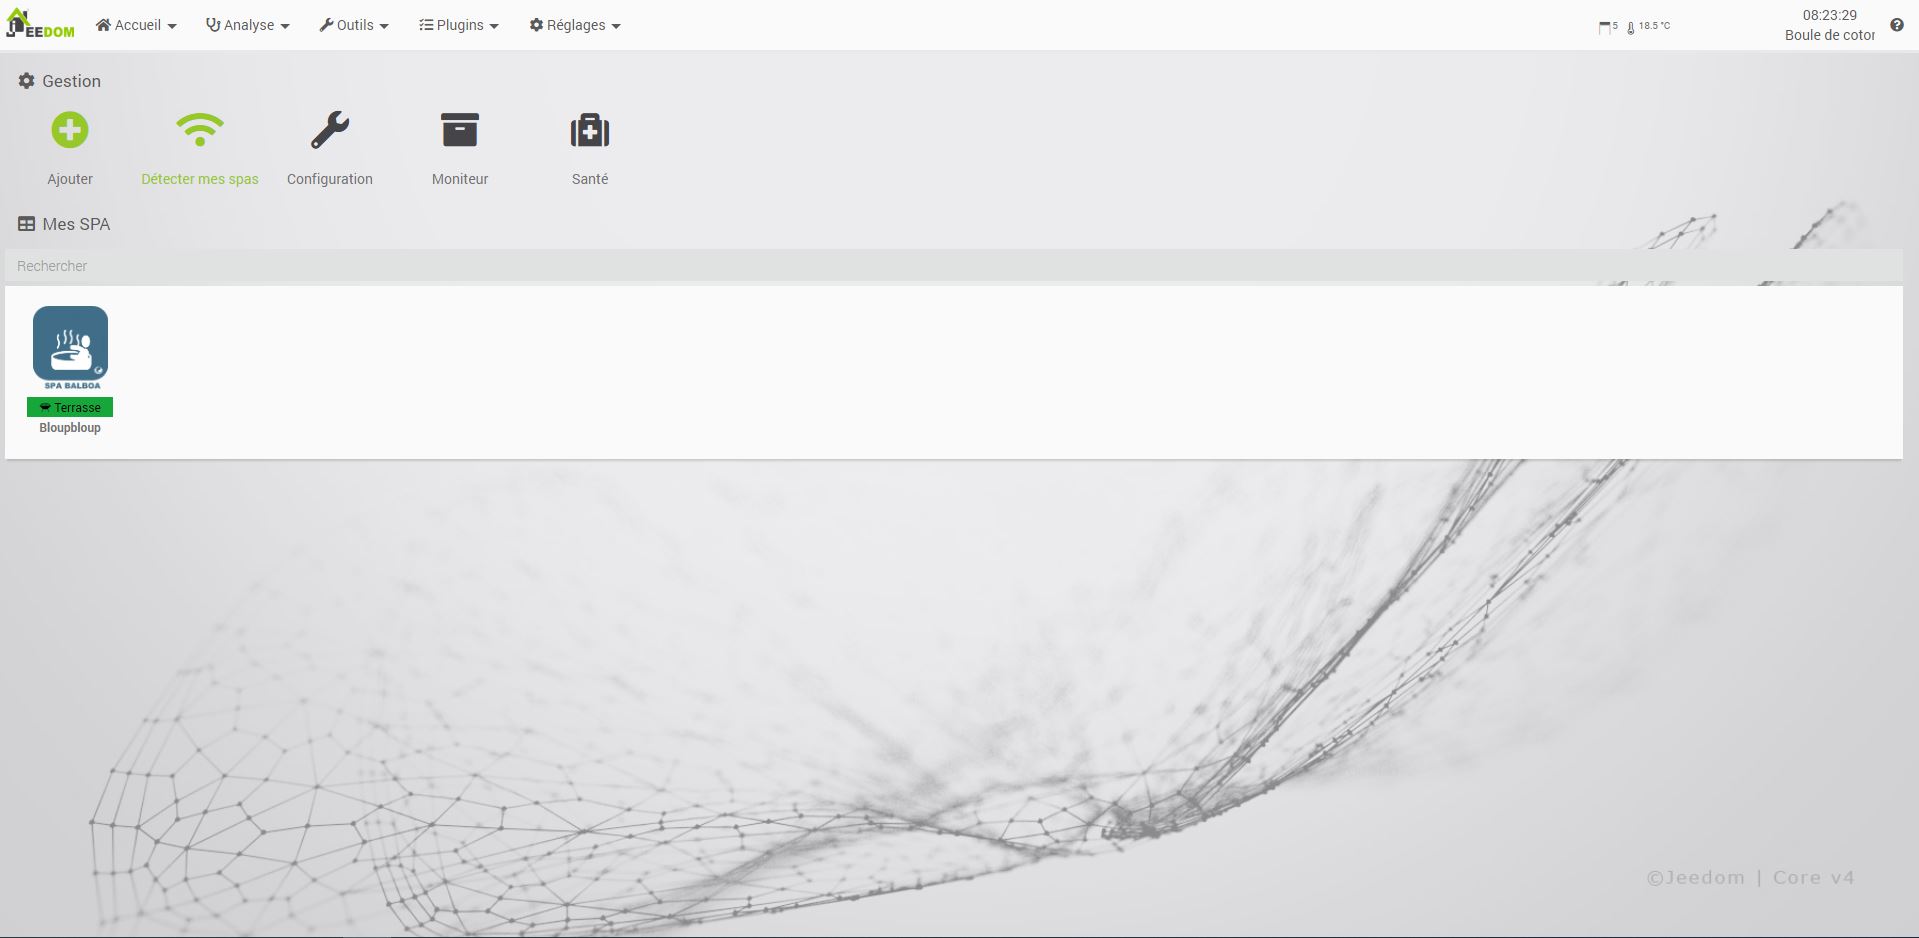 JEEDOM Accueil Analyse Outils Plugins Réglages 5 18.5 °C 08:23:29
Boule de coton
Gestion
Ajouter Détecter mes spas Configuration Moniteur Santé
Mes SPA
Rechercher
SPA BALBOA
Terrasse
Bloupbloup
©Jeedom | Core v4